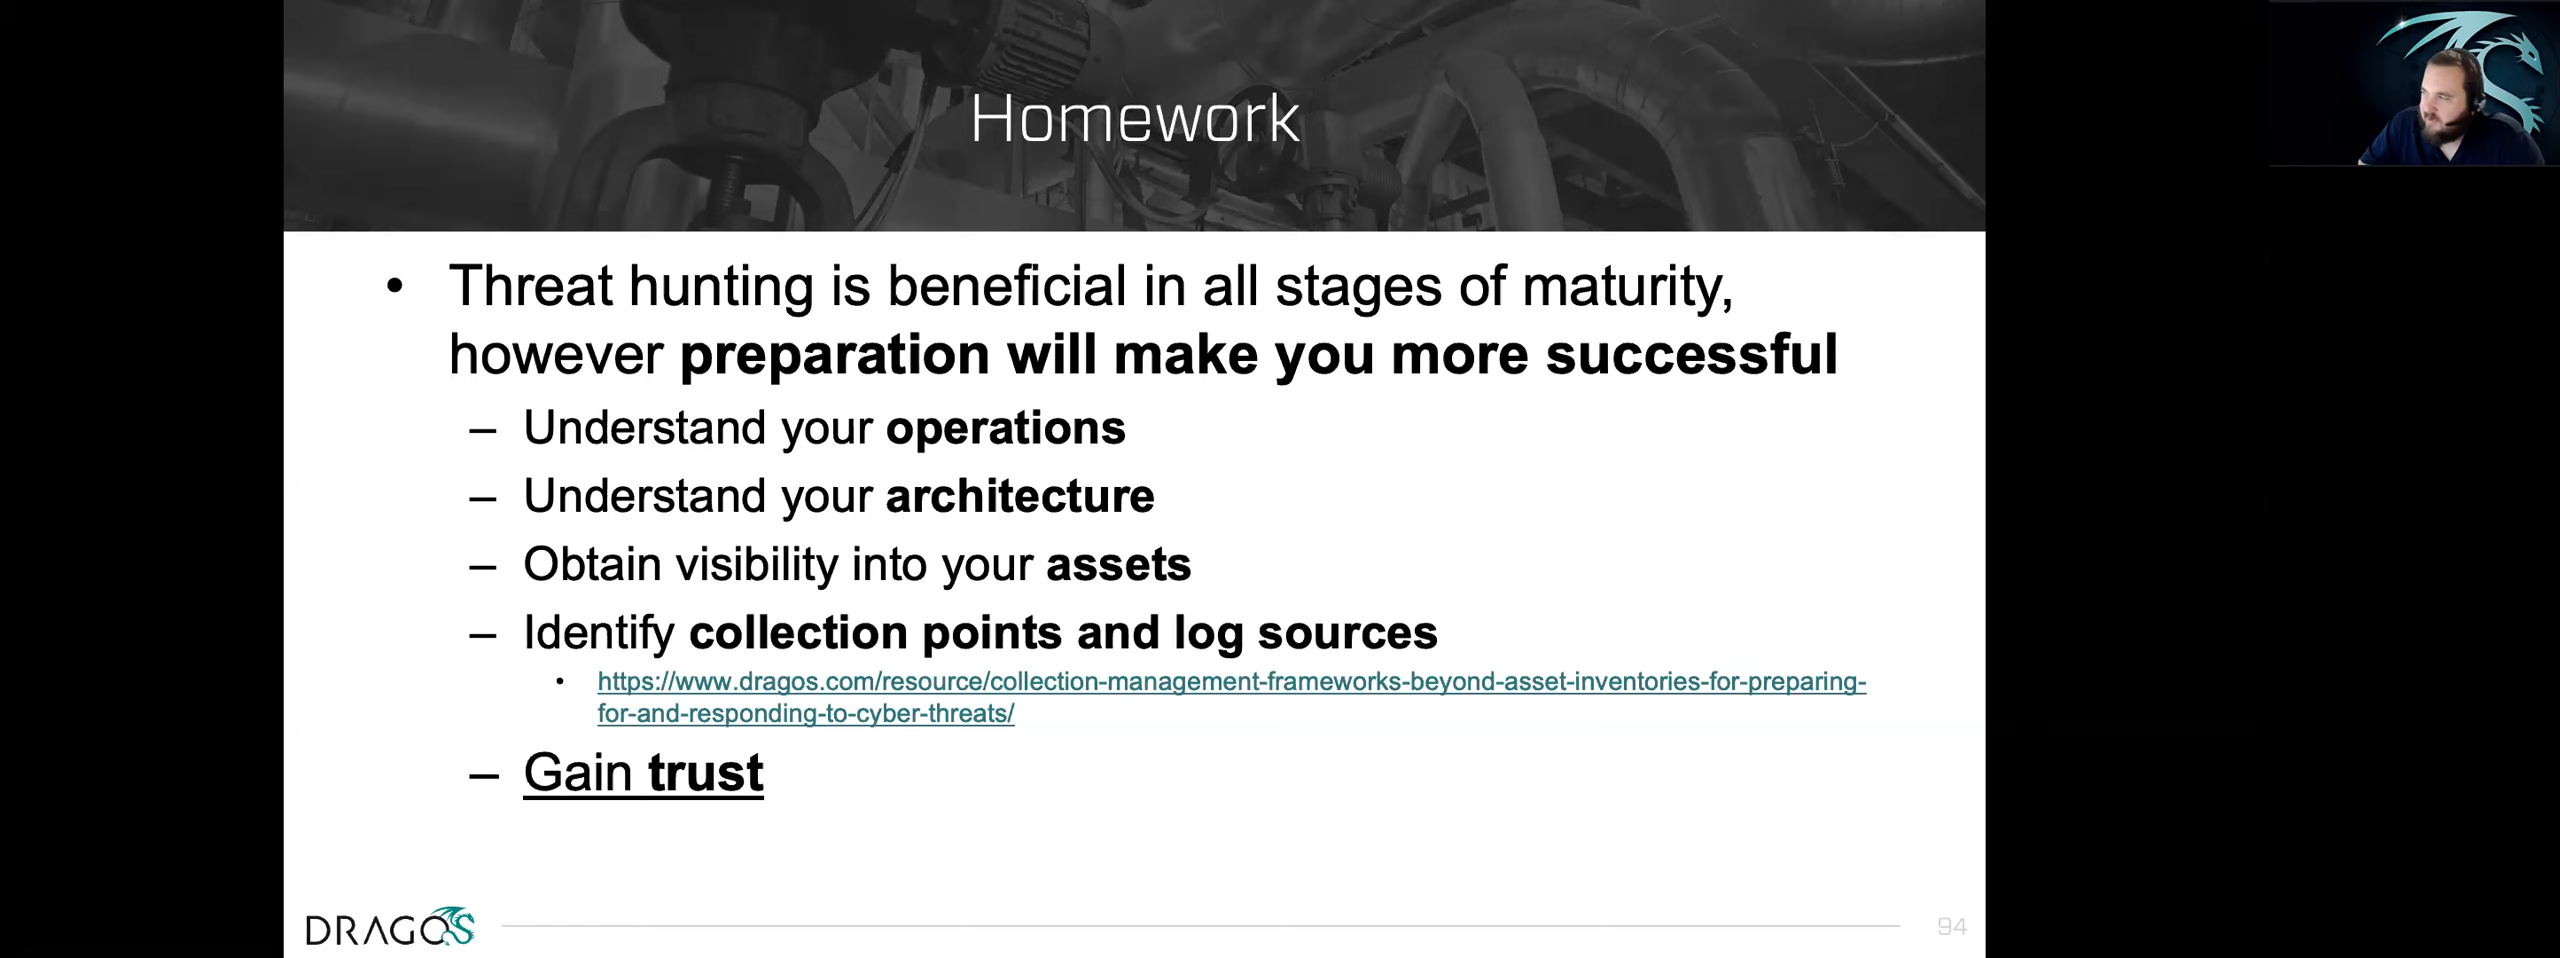 Homework
• Threat hunting is beneficial in all stages of maturity,
however preparation will make you more successful
– Understand your operations
– Understand your architecture
– Obtain visibility into your assets
– Identify collection points and log sources
• https://www.dragos.com/resource/collection-management-frameworks-beyond-asset-inventories-for-preparing-
for-and-responding-to-cyber-threats/
– Gain trust
DRAGOS
94